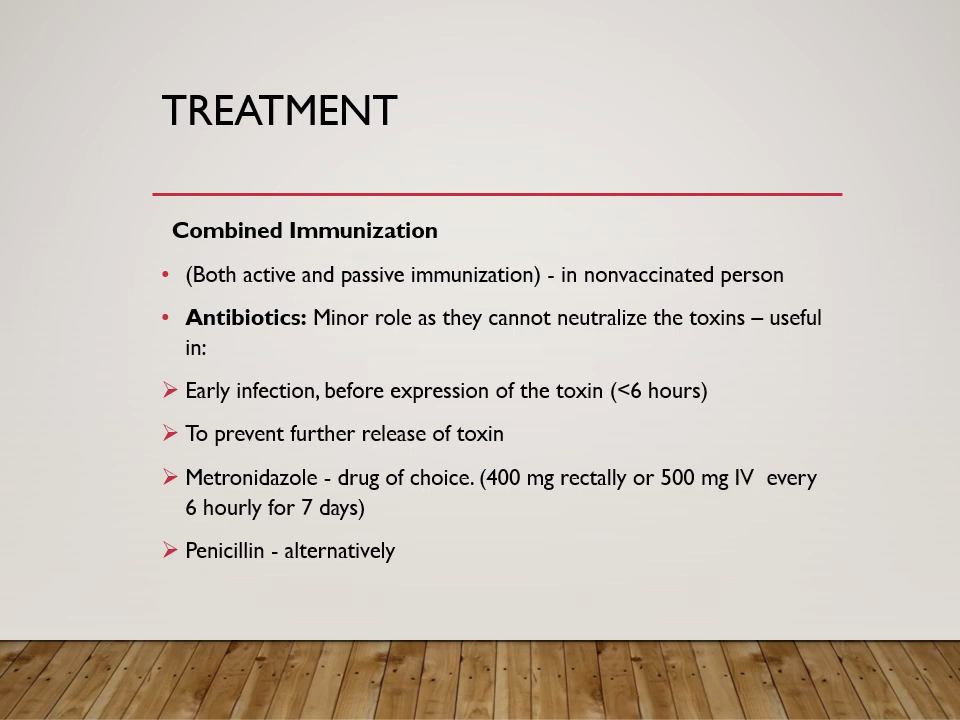 TREATMENT
Combined Immunization
• (Both active and passive immunization) - in nonvaccinated person
• Antibiotics: Minor role as they cannot neutralize the toxins – useful
in:
➢ Early infection, before expression of the toxin (<6 hours)
➢ To prevent further release of toxin
➢ Metronidazole - drug of choice. (400 mg rectally or 500 mg IV  every
6 hourly for 7 days)
➢ Penicillin - alternatively